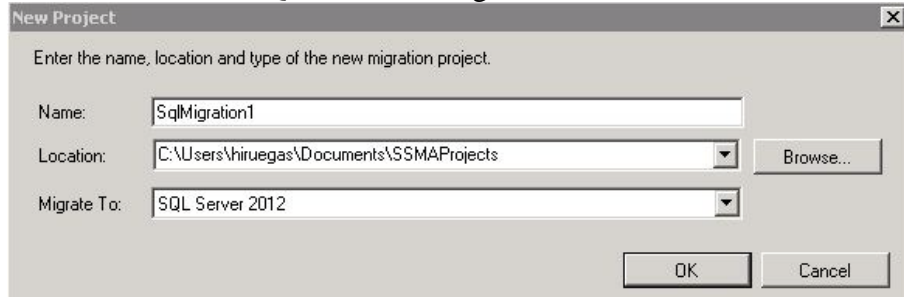 New Project
Enter the name, location and type of the new migration project.
Name: SqlMigration1
Location: C:\Users\hiruegas\Documents\SSMAProjects Browse...
Migrate To: SQL Server 2012
OK Cancel